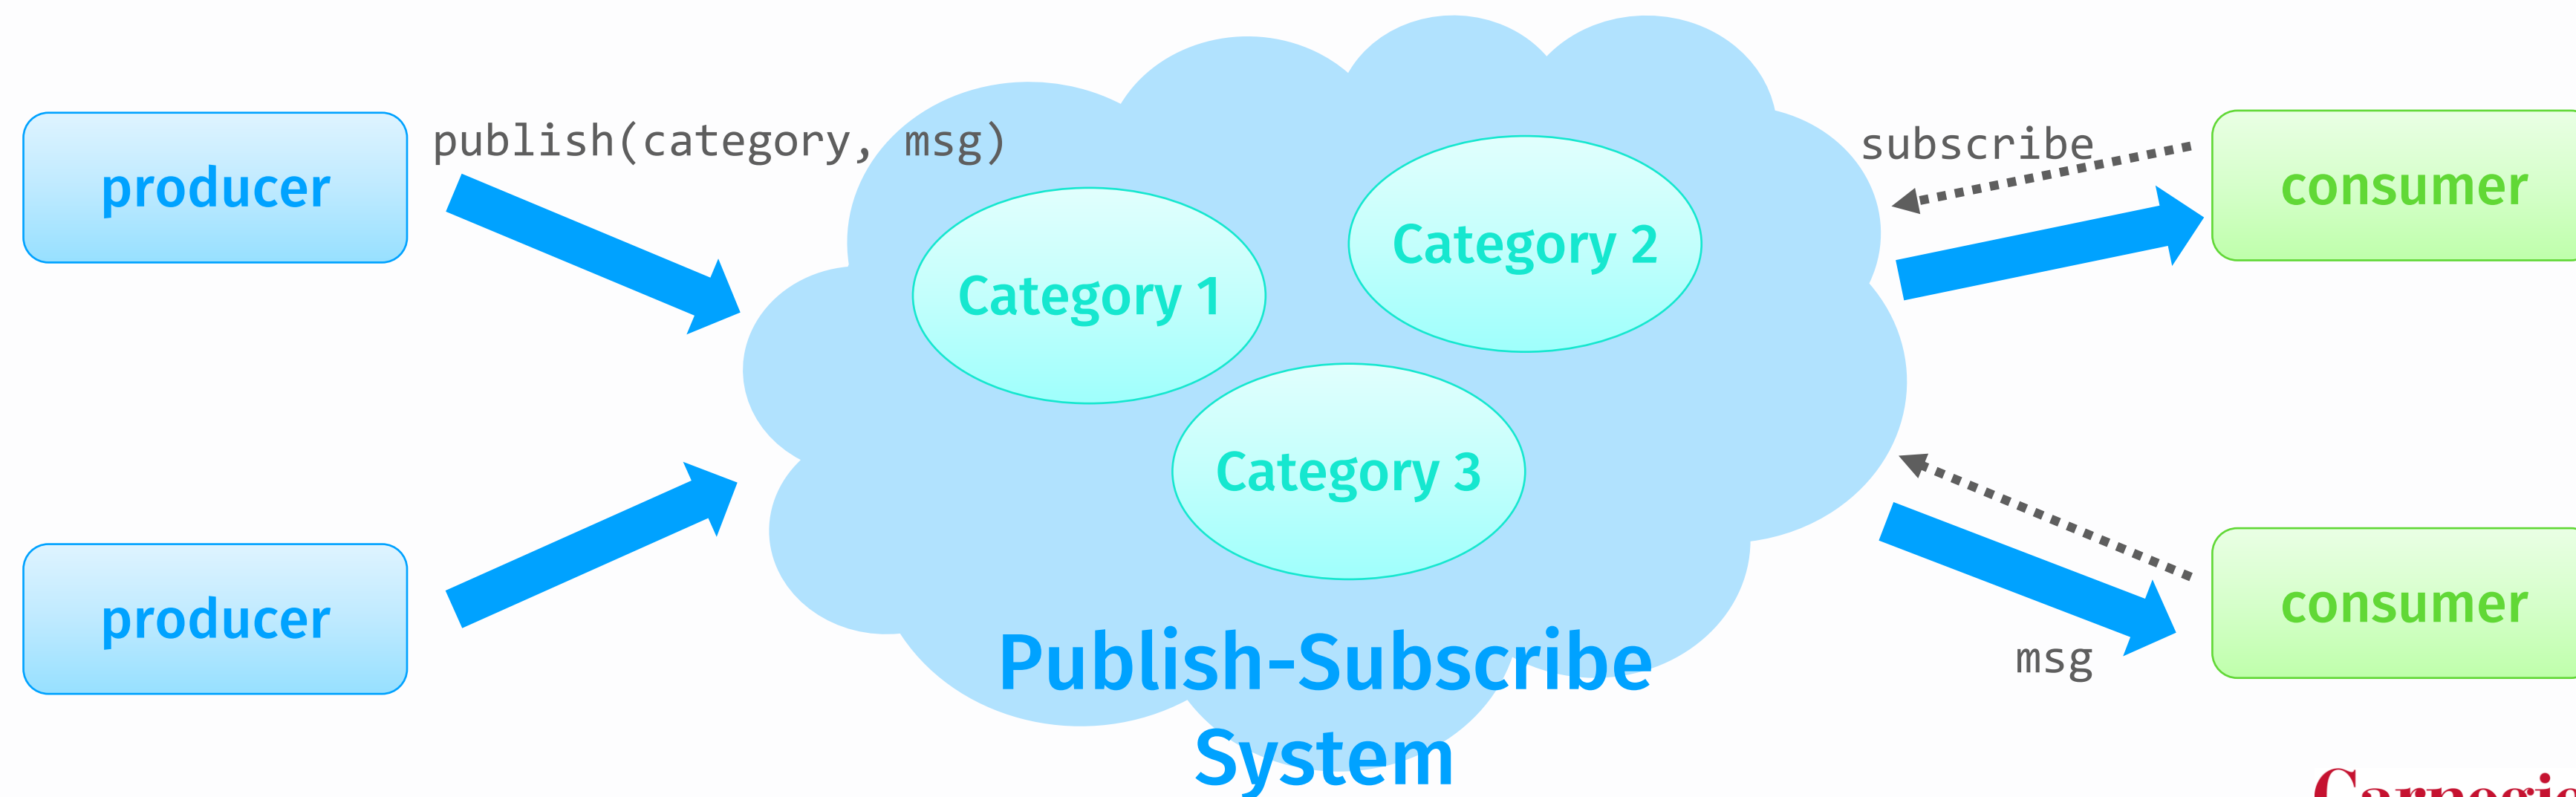 producer
publish(category, msg)
subscribe
consumer
Category 1
Category 2
Category 3
producer
consumer
msg
Publish-Subscribe
System